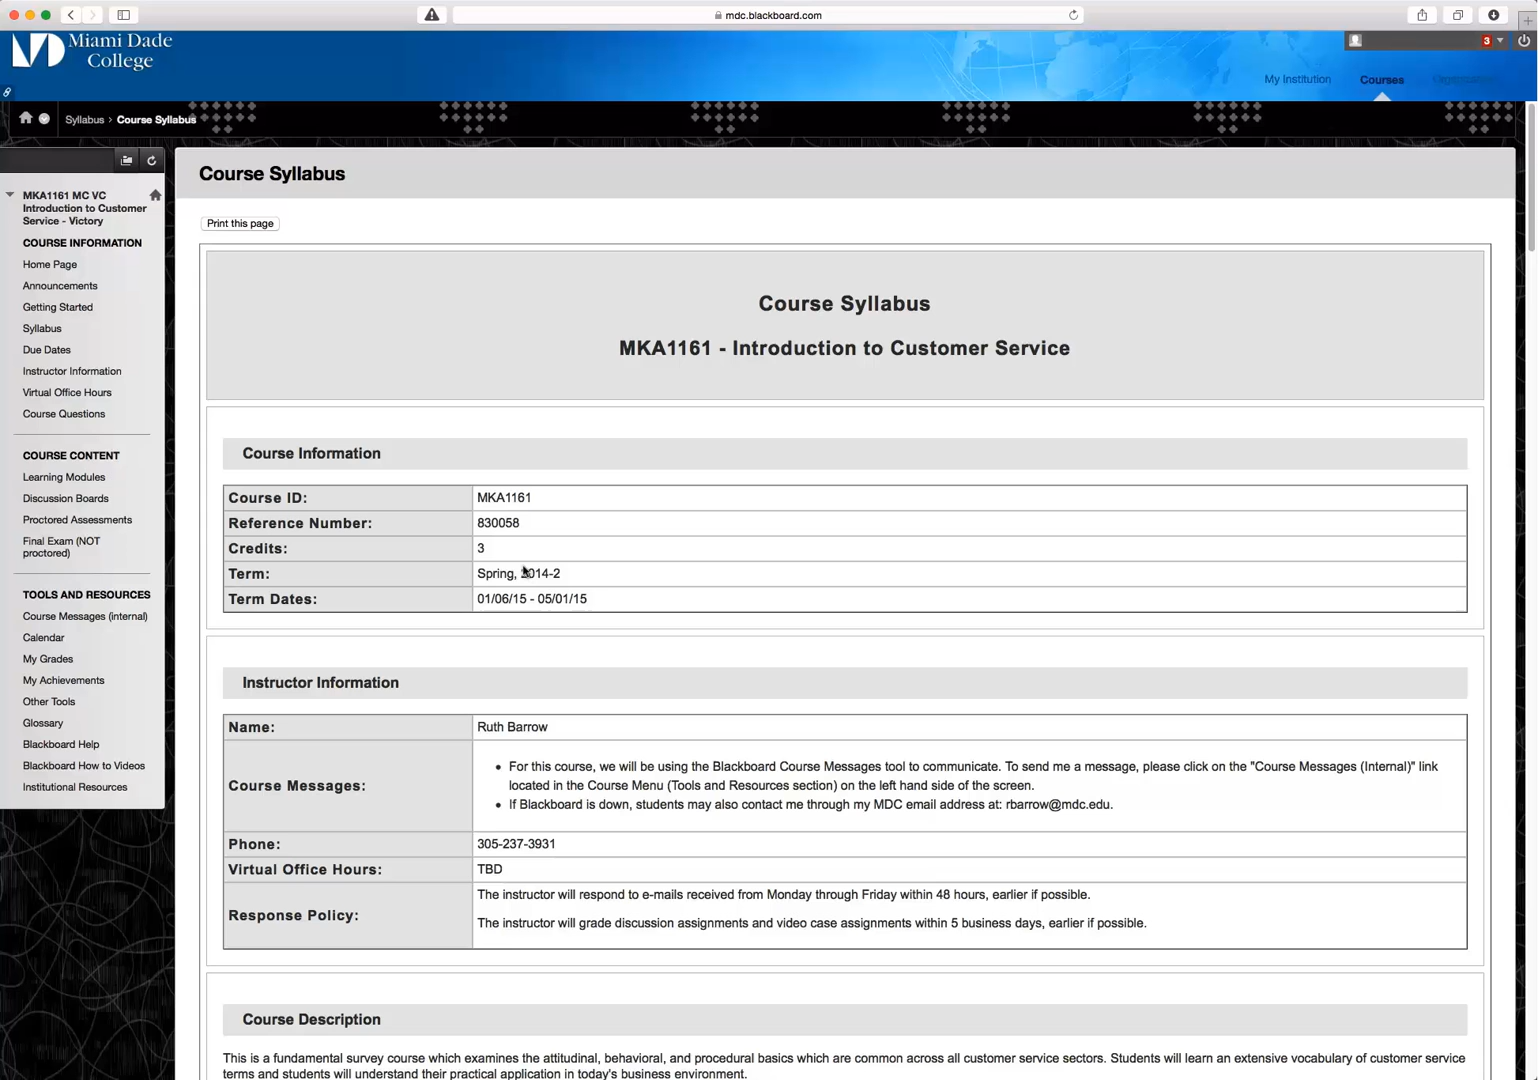 mdc.blackboard.com
Miami Dade
College
3
My Institution
Courses
Syllabus › Course Syllabus
MKA1161 MC VC
Introduction to Customer
Service - Victory
COURSE INFORMATION
Home Page
Announcements
Getting Started
Syllabus
Due Dates
Instructor Information
Virtual Office Hours
Course Questions
COURSE CONTENT
Learning Modules
Discussion Boards
Proctored Assessments
Final Exam (NOT
proctored)
TOOLS AND RESOURCES
Course Messages (internal)
Calendar
My Grades
My Achievements
Other Tools
Glossary
Blackboard Help
Blackboard How to Videos
Institutional Resources
Course Syllabus
Print this page
Course Syllabus
MKA1161 - Introduction to Customer Service
Course Information
Course ID: MKA1161
Reference Number: 830058
Credits: 3
Term: Spring, 2014-2
Term Dates: 01/06/15 - 05/01/15
Instructor Information
Name: Ruth Barrow
Course Messages:
• For this course, we will be using the Blackboard Course Messages tool to communicate. To send me a message, please click on the "Course Messages (Internal)" link
located in the Course Menu (Tools and Resources section) on the left hand side of the screen.
• If Blackboard is down, students may also contact me through my MDC email address at: rbarrow@mdc.edu.
Phone: 305-237-3931
Virtual Office Hours: TBD
Response Policy:
The instructor will respond to e-mails received from Monday through Friday within 48 hours, earlier if possible.
The instructor will grade discussion assignments and video case assignments within 5 business days, earlier if possible.
Course Description
This is a fundamental survey course which examines the attitudinal, behavioral, and procedural basics which are common across all customer service sectors. Students will learn an extensive vocabulary of customer service
terms and students will understand their practical application in today's business environment.